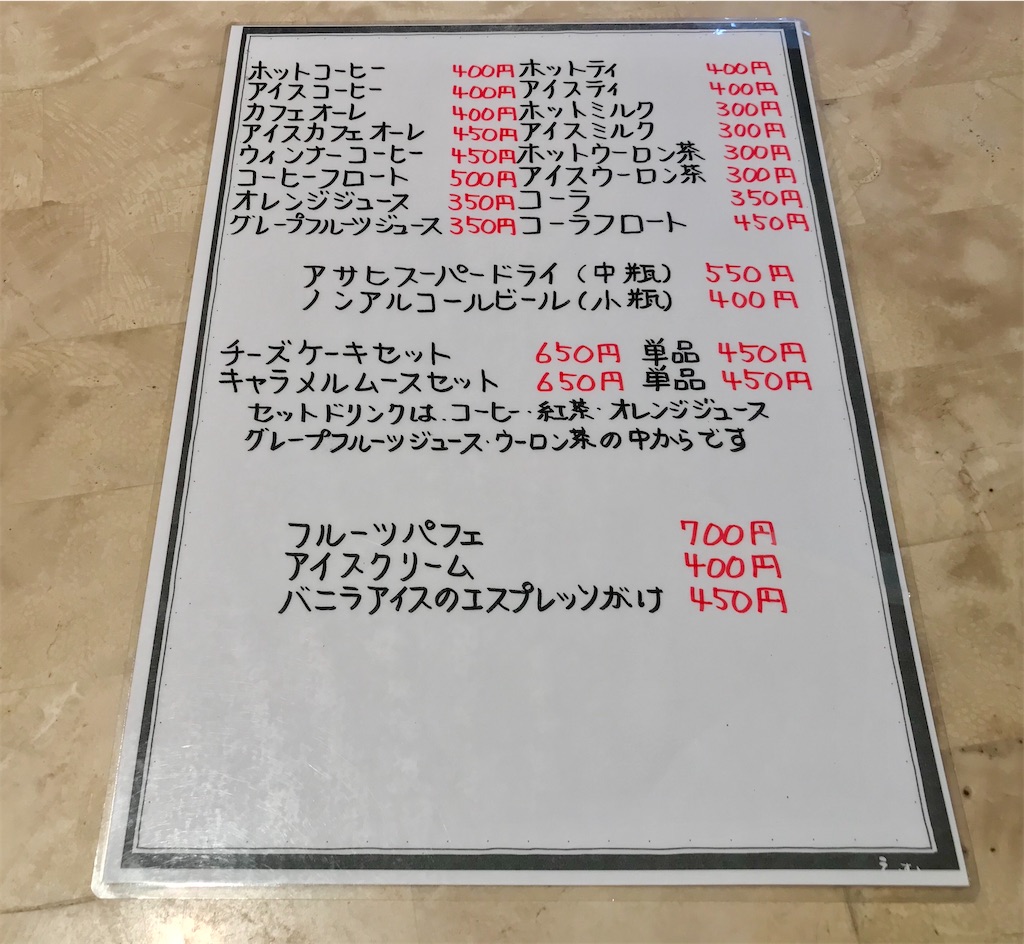 ホットコーヒー 400円 ホットティ 400円
アイスコーヒー 400円 アイスティ 400円
カフェオーレ 400円 ホットミルク 300円
アイスカフェオーレ 450円 アイスミルク 300円
ウィンナーコーヒー 450円 ホットウーロン茶 300円
コーヒーフロート 500円 アイスウーロン茶 300円
オレンジジュース 350円 コーラ 350円
グレープフルーツジュース 350円 コーラフロート 450円
アサヒスーパードライ(中瓶) 550円
ノンアルコールビール(小瓶) 400円
チーズケーキセット 650円 単品 450円
キャラメルムースセット 650円 単品 450円
セットドリンクは、コーヒー・紅茶・オレンジジュース
グレープフルーツジュース・ウーロン茶の中からです
フルーツパフェ 700円
アイスクリーム 400円
バニラアイスのエスプレッソがけ 450円